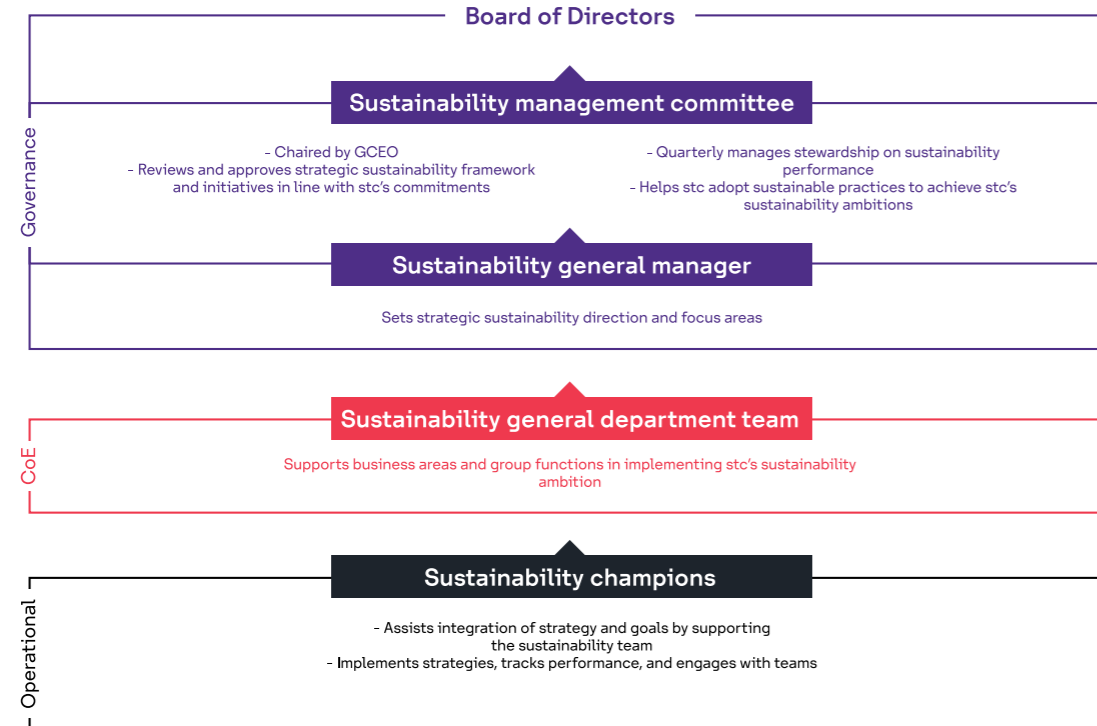 Board of Directors
Governance
Sustainability management committee
- Chaired by GCEO
- Reviews and approves strategic sustainability framework
and initiatives in line with stc's commitments
- Quarterly manages stewardship on sustainability
performance
- Helps stc adopt sustainable practices to achieve stc's
sustainability ambitions
Sustainability general manager
Sets strategic sustainability direction and focus areas
CoE
Sustainability general department team
Supports business areas and group functions in implementing stc's sustainability
ambition
Operational
Sustainability champions
- Assists integration of strategy and goals by supporting
the sustainability team
- Implements strategies, tracks performance, and engages with teams